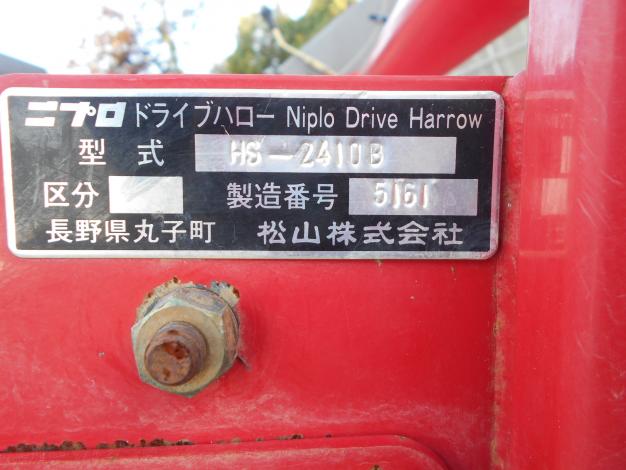 ニプロ ドライブハロー Niplo Drive Harrow
型式 HS-2410B
区分 製造番号 5161
長野県丸子町 松山株式会社